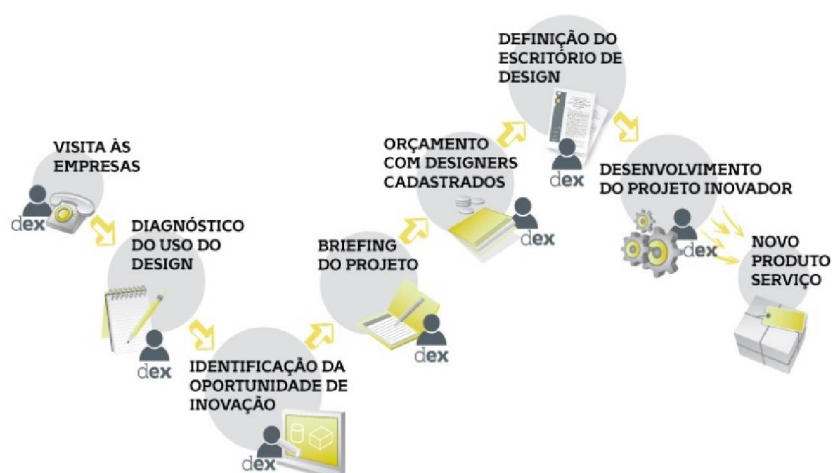 VISITA ÀS
EMPRESAS
dex
DIAGNÓSTICO
DO USO DO
DESIGN
dex
IDENTIFICAÇÃO DA
OPORTUNIDADE DE
INOVAÇÃO
dex
BRIEFING
DO PROJETO
dex
ORÇAMENTO
COM DESIGNERS
CADASTRADOS
dex
DEFINIÇÃO DO
ESCRITÓRIO DE
DESIGN
dex
DESENVOLVIMENTO
DO PROJETO INOVADOR
dex
NOVO
PRODUTO
SERVIÇO